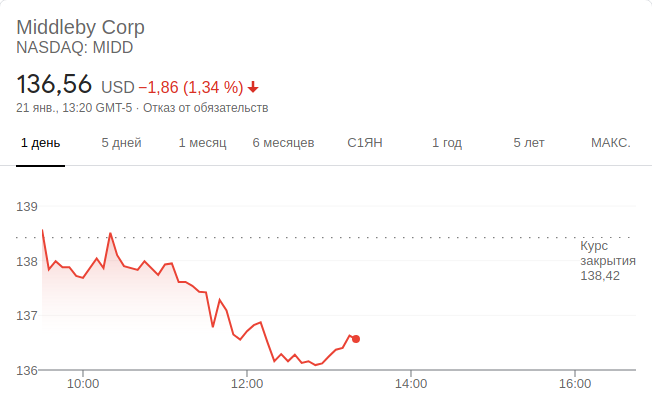 Middleby Corp
NASDAQ: MIDD
136,56 USD −1,86 (1,34 %)
21 янв., 13:20 GMT-5 · Отказ от обязательств
1 день 5 дней 1 месяц 6 месяцев С1ЯН 1 год 5 лет МАКС.
139
Курс
закрытия
138,42
138
137
136
10:00 12:00 14:00 16:00